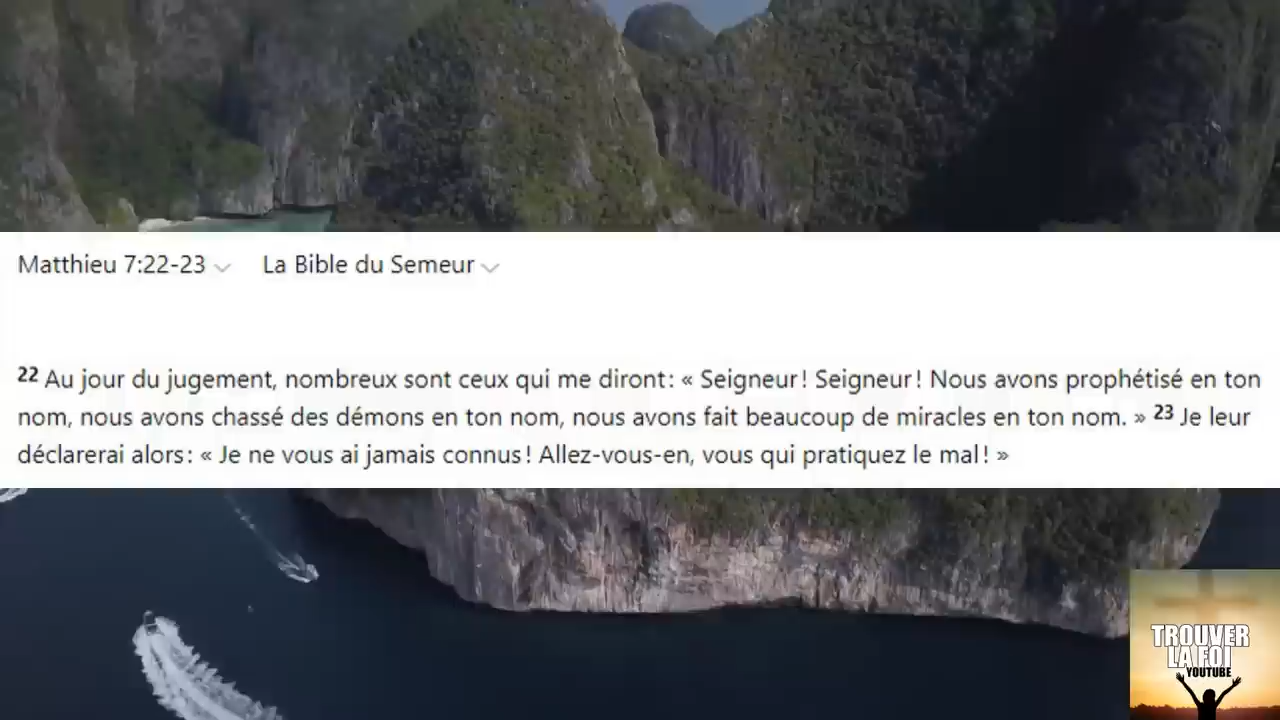 Matthieu 7:22-23 La Bible du Semeur
22 Au jour du jugement, nombreux sont ceux qui me diront : « Seigneur ! Seigneur ! Nous avons prophétisé en ton
nom, nous avons chassé des démons en ton nom, nous avons fait beaucoup de miracles en ton nom. » 23 Je leur
déclarerai alors : « Je ne vous ai jamais connus ! Allez-vous-en, vous qui pratiquez le mal ! »
TROUVER
LA FOI
YOUTUBE